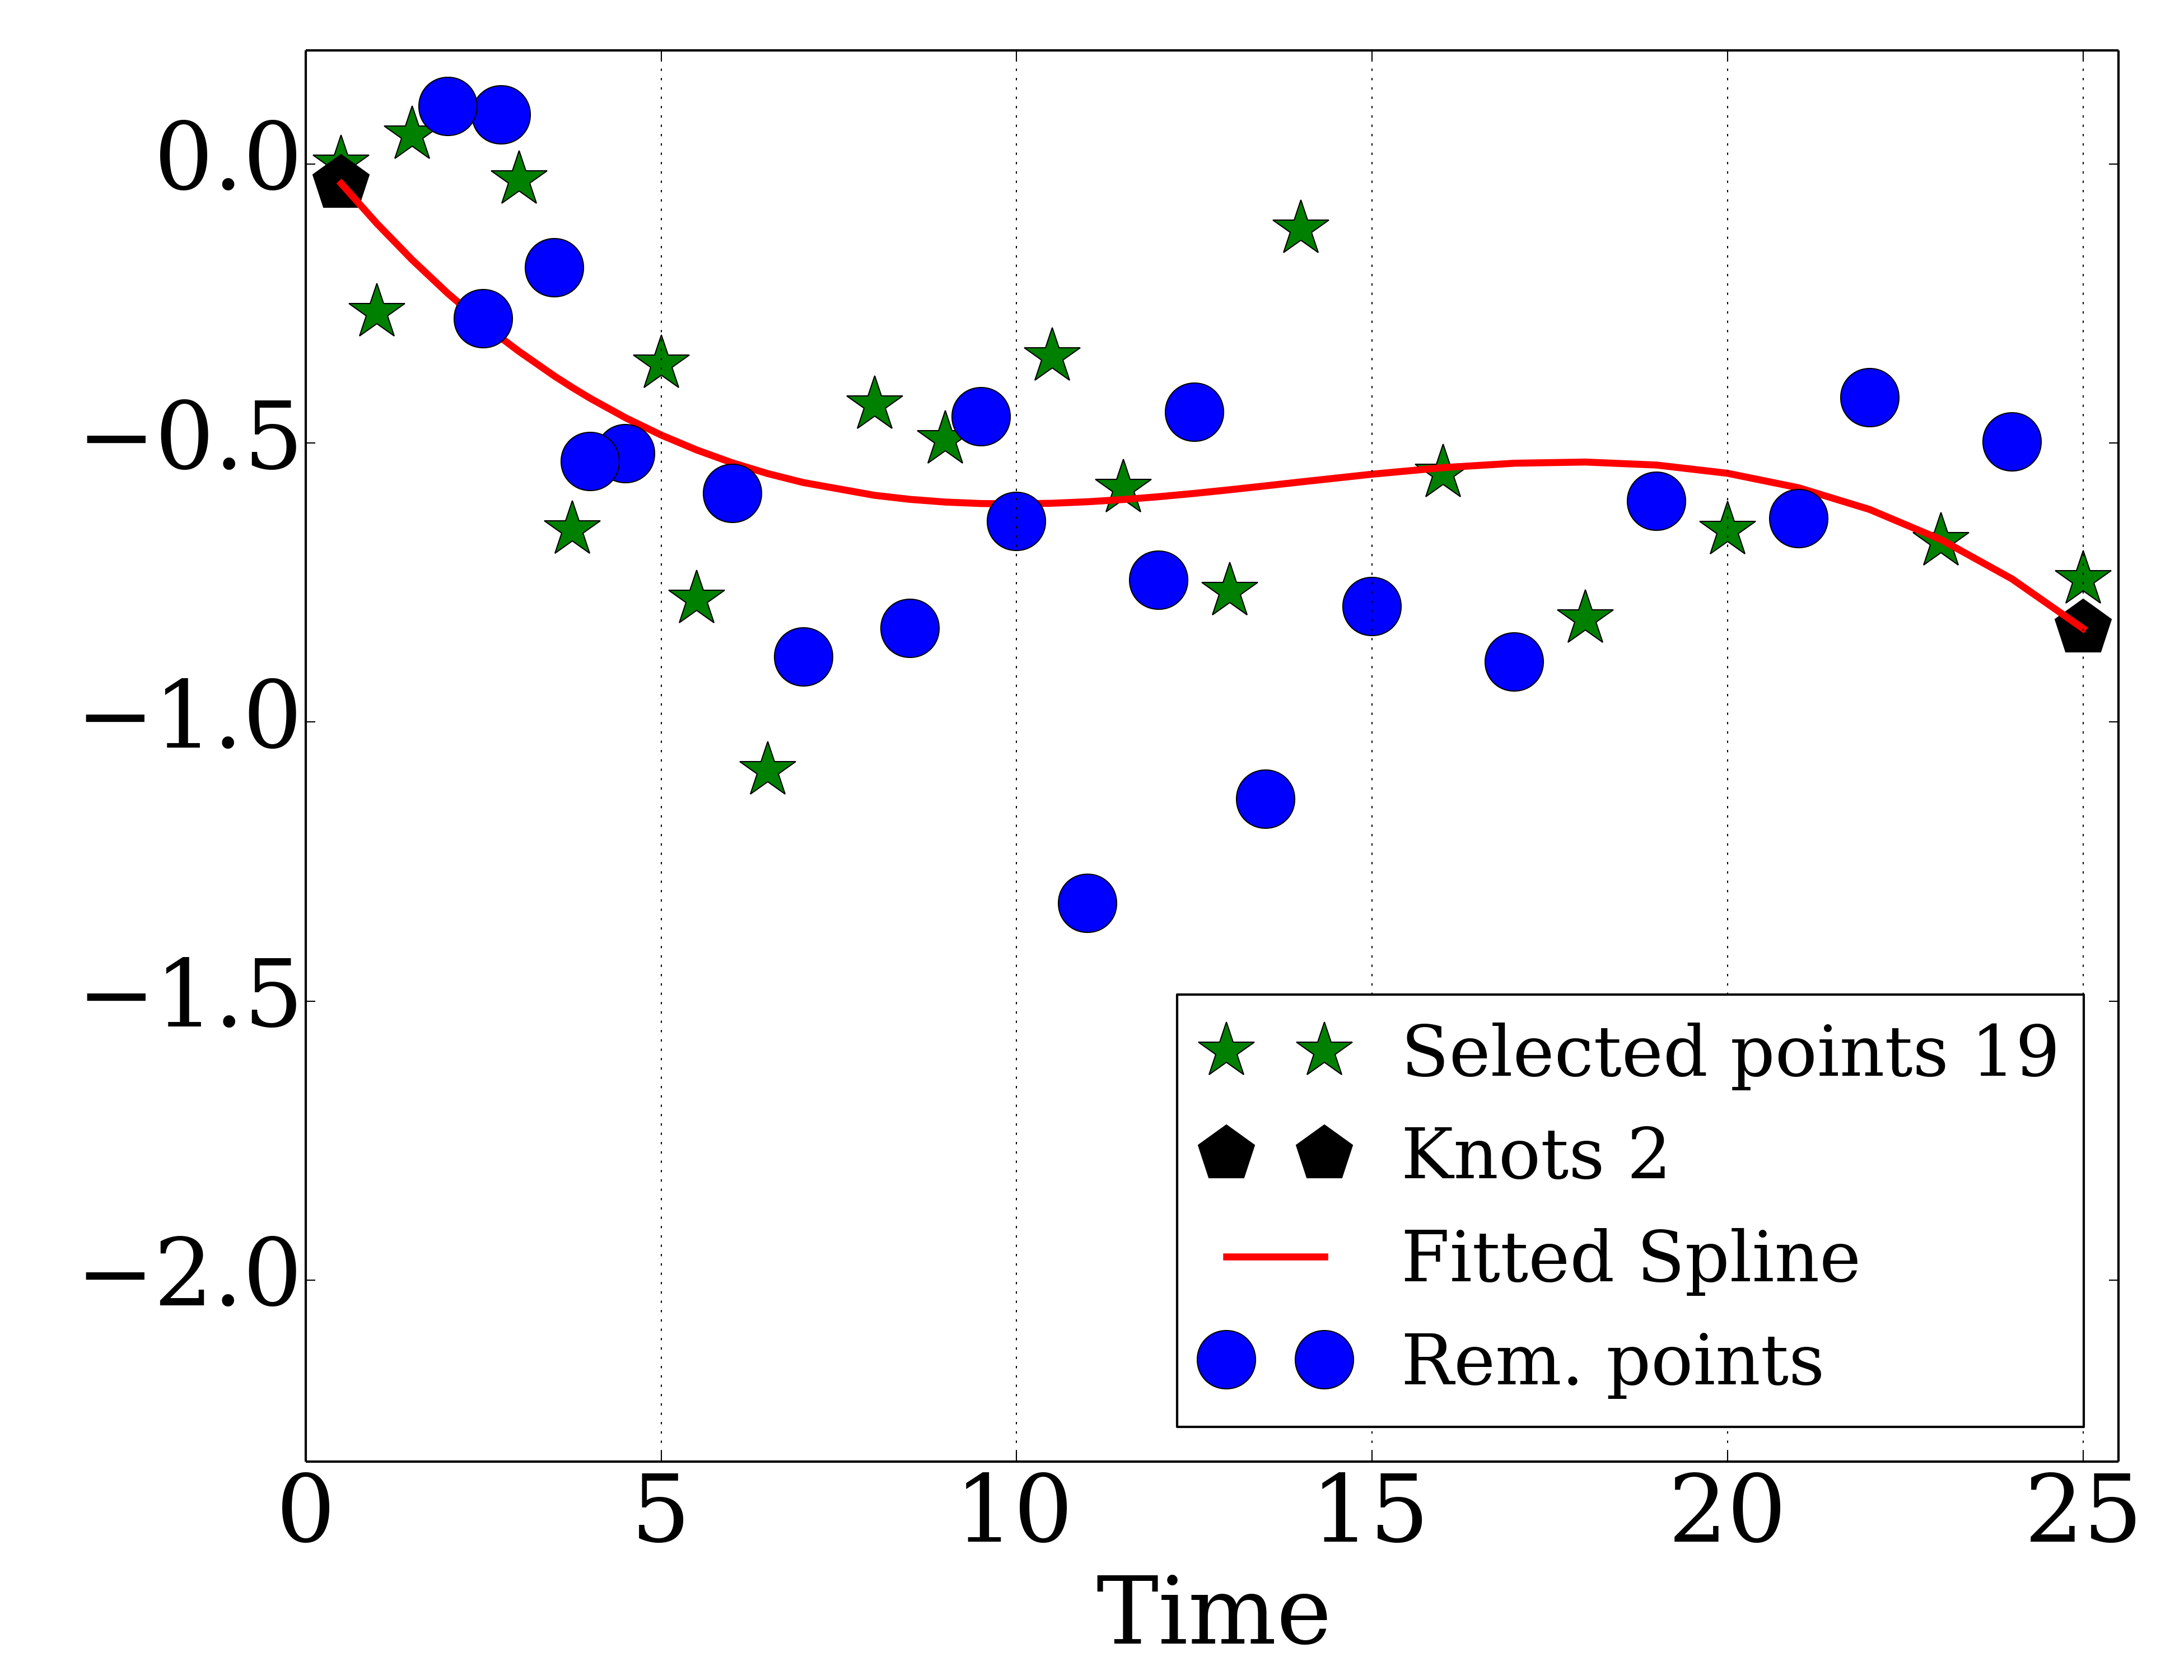 0.0
−0.5
−1.0
−1.5
−2.0
Selected points 19
Knots 2
Fitted Spline
Rem. points
0 5 10 15 20 25
Time